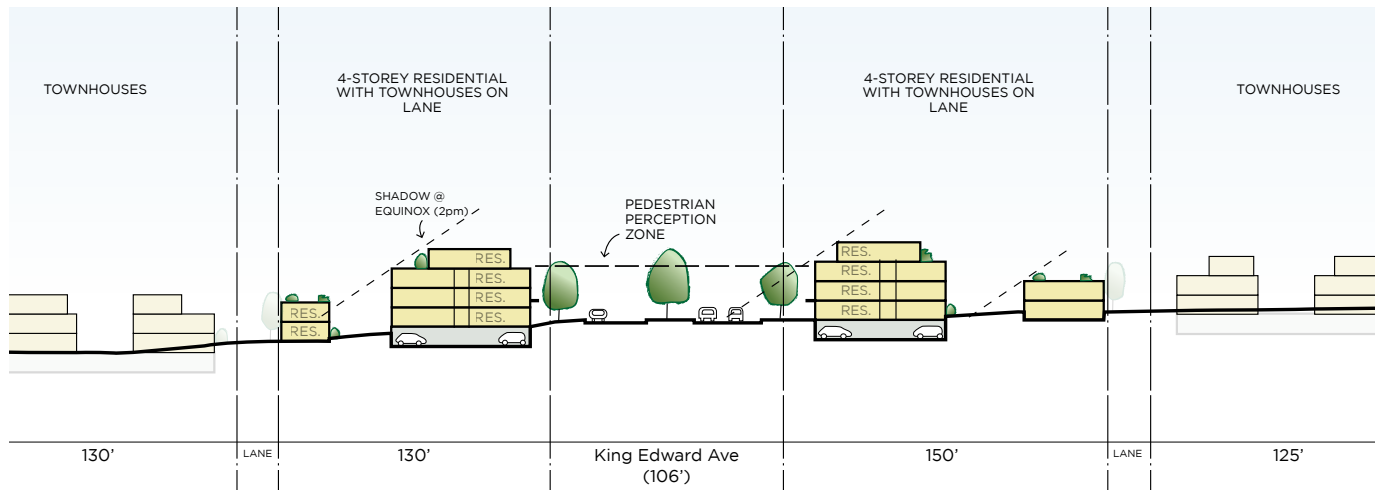 TOWNHOUSES
4-STOREY RESIDENTIAL
WITH TOWNHOUSES ON
LANE
4-STOREY RESIDENTIAL
WITH TOWNHOUSES ON
LANE
TOWNHOUSES
SHADOW @
EQUINOX (2pm)
PEDESTRIAN
PERCEPTION
ZONE
RES.
RES.
RES.
RES.
RES.
RES.
RES.
RES.
RES.
RES.
130’
LANE
130’
King Edward Ave
(106’)
150’
LANE
125’